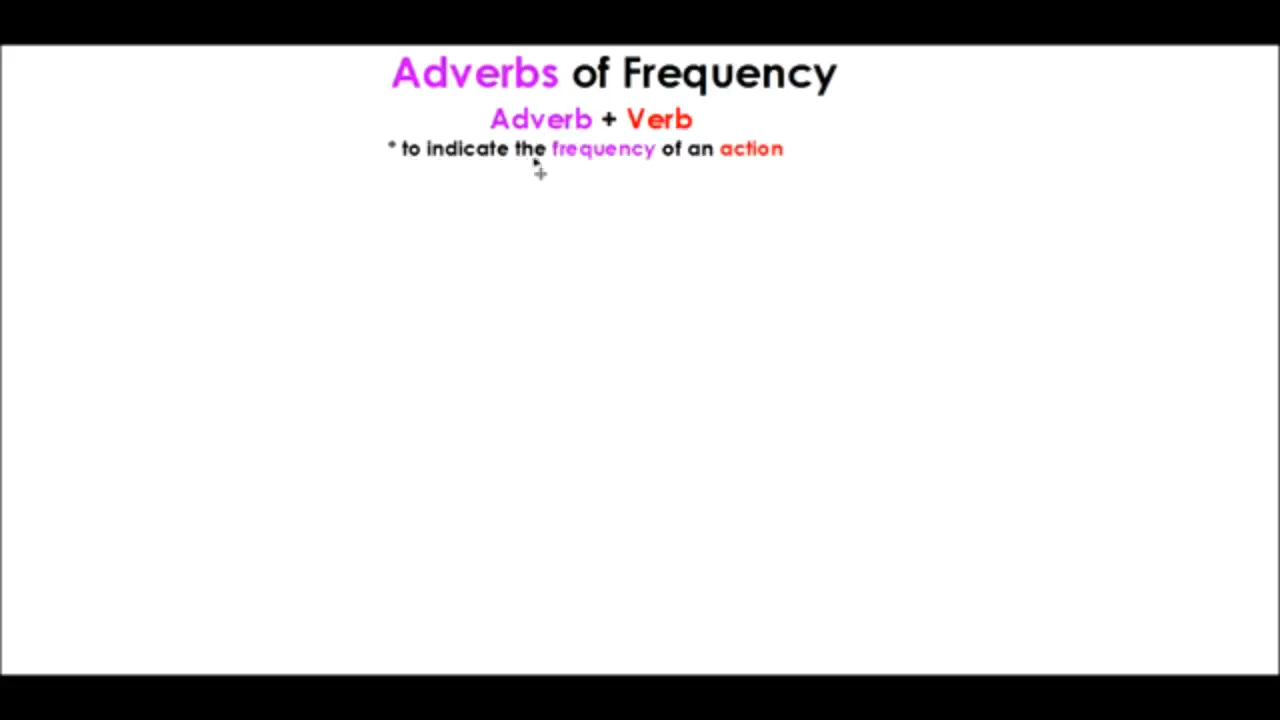 Adverbs of Frequency
Adverb + Verb
* to indicate the frequency of an action